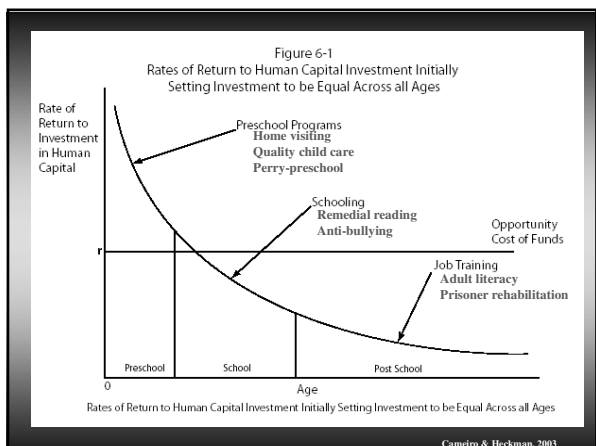 Figure 6-1
Rates of Return to Human Capital Investment Initially
Setting Investment to be Equal Across all Ages
Rate of
Return to
Investment
in Human
Capital
Preschool Programs
Home visiting
Quality child care
Perry-preschool
Schooling
Remedial reading
Anti-bullying
Opportunity
Cost of Funds
r
Job Training
Adult literacy
Prisoner rehabilitation
Preschool
School
Post School
0
Age
Rates of Return to Human Capital Investment Initially Setting Investment to be Equal Across all Ages
Carneiro & Heckman, 2003